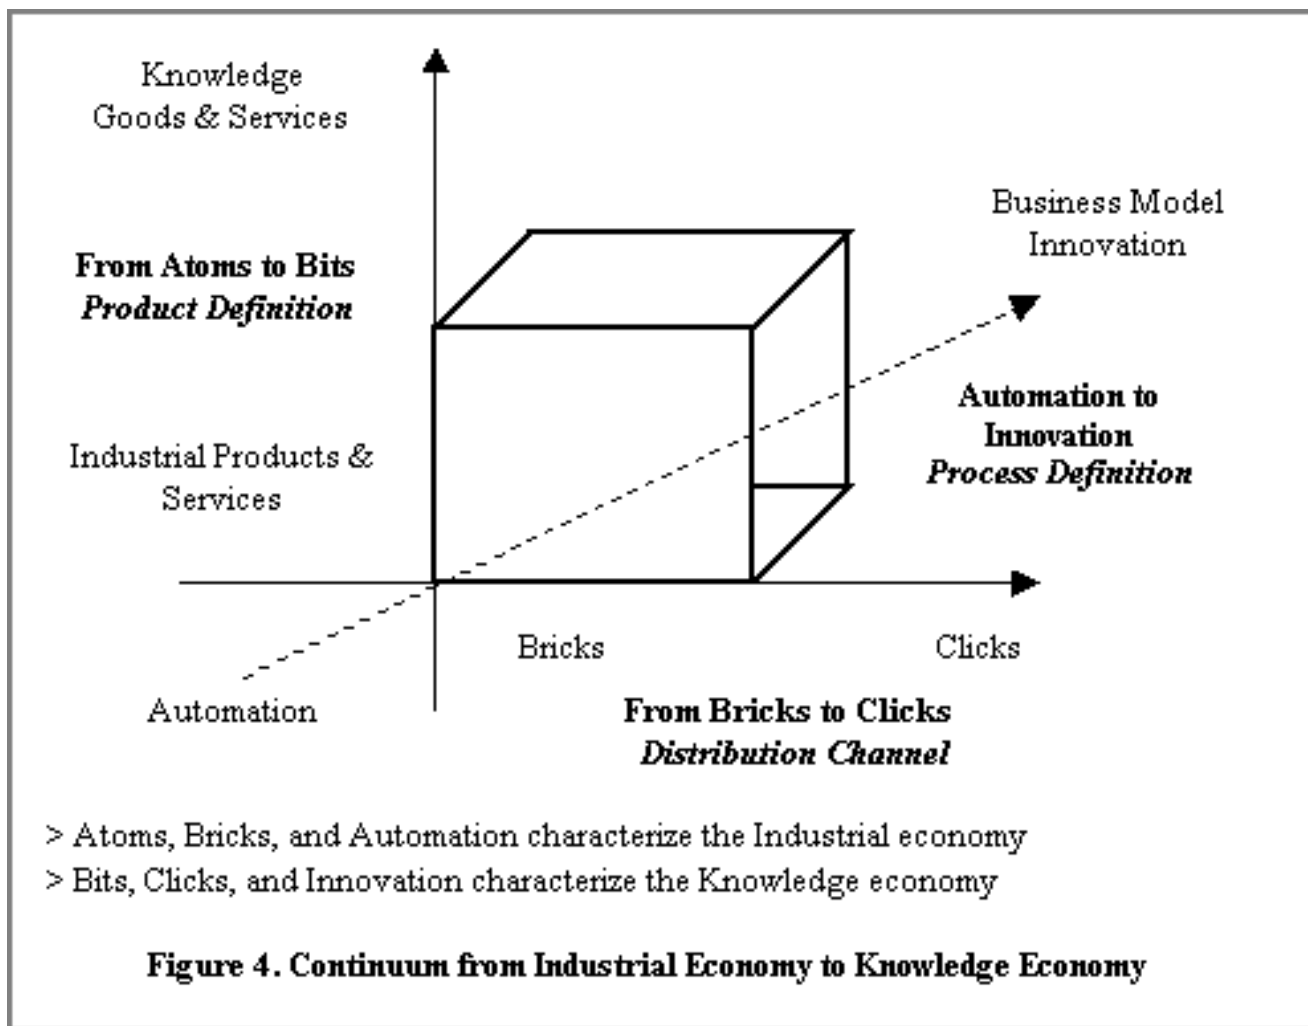 Knowledge
Goods & Services
Business Model
Innovation
From Atoms to Bits
Product Definition
Automation to
Innovation
Process Definition
Industrial Products &
Services
Bricks
Clicks
Automation
From Bricks to Clicks
Distribution Channel
> Atoms, Bricks, and Automation characterize the Industrial economy
> Bits, Clicks, and Innovation characterize the Knowledge economy
Figure 4. Continuum from Industrial Economy to Knowledge Economy